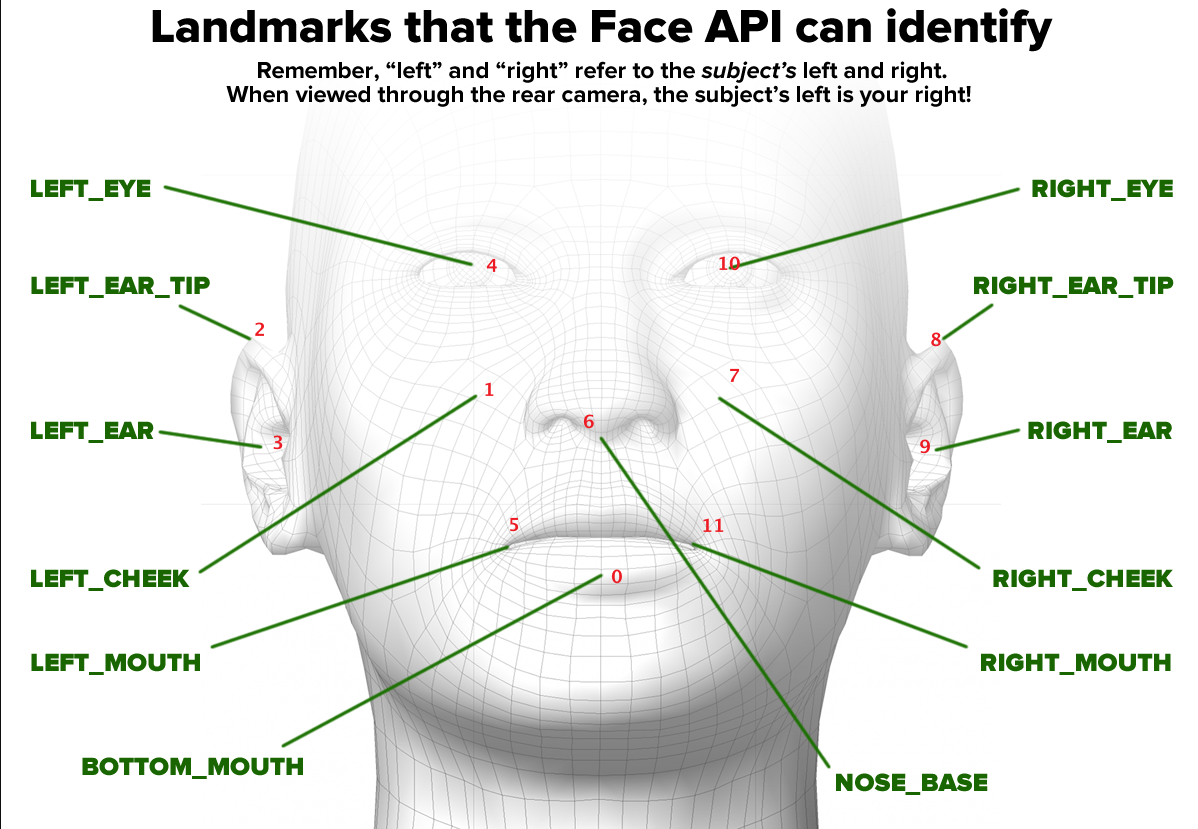 Landmarks that the Face API can identify
Remember, “left” and “right” refer to the subject’s left and right.
When viewed through the rear camera, the subject’s left is your right!
LEFT_EYE
RIGHT_EYE
4
10
LEFT_EAR_TIP
RIGHT_EAR_TIP
2
8
7
1
6
LEFT_EAR
3
9
RIGHT_EAR
5
11
LEFT_CHEEK
0
RIGHT_CHEEK
LEFT_MOUTH
RIGHT_MOUTH
BOTTOM_MOUTH
NOSE_BASE